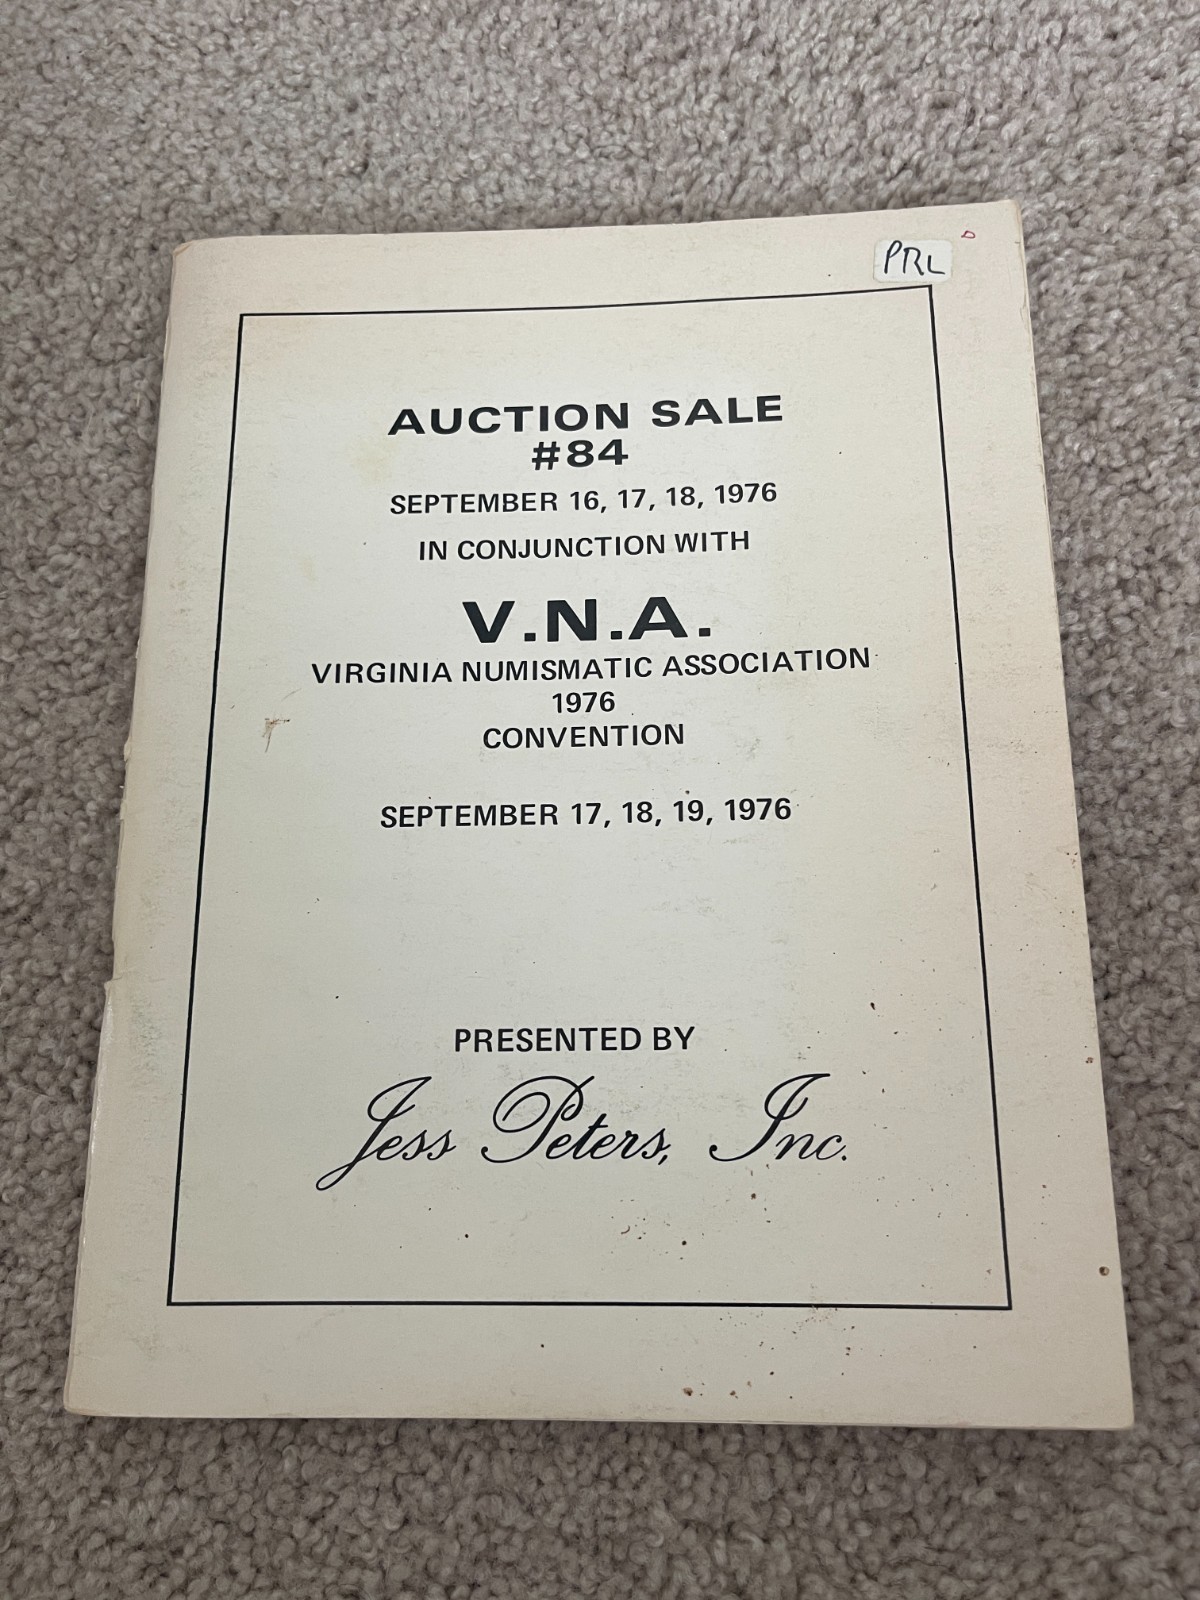 PRL
AUCTION SALE
#84
SEPTEMBER 16, 17, 18, 1976
IN CONJUNCTION WITH
V.N.A.
VIRGINIA NUMISMATIC ASSOCIATION
1976
CONVENTION
SEPTEMBER 17, 18, 19, 1976
PRESENTED BY
Jess Peters, Inc.